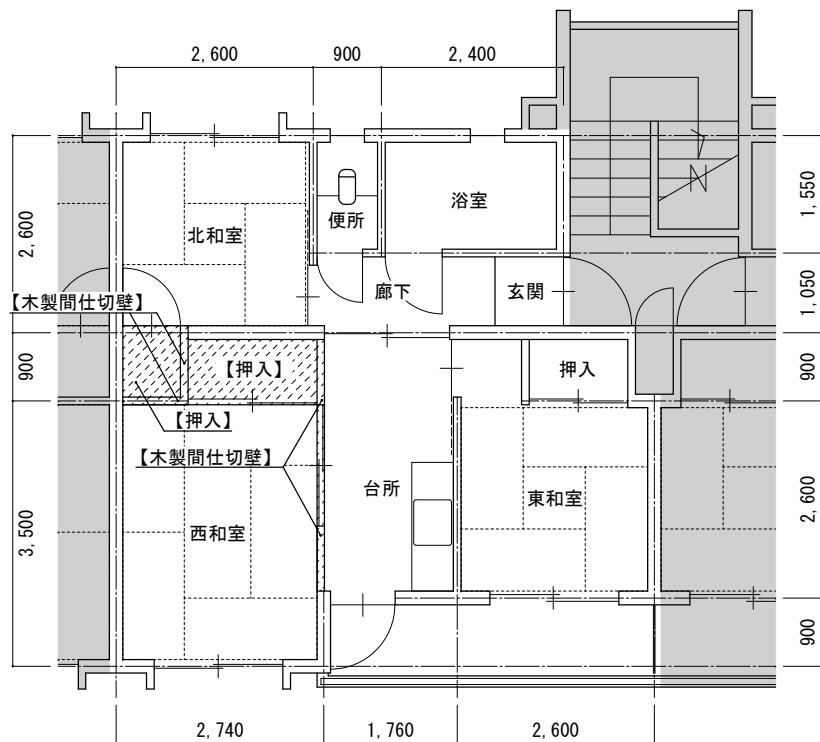 2,600
900
2,400
1,550
1,050
900
2,600
900
2,600
900
3,500
浴室
便所
北和室
廊下
玄関
【木製間仕切壁】
【押入】
押入
【押入】
【木製間仕切壁】
台所
東和室
西和室
2,740
1,760
2,600